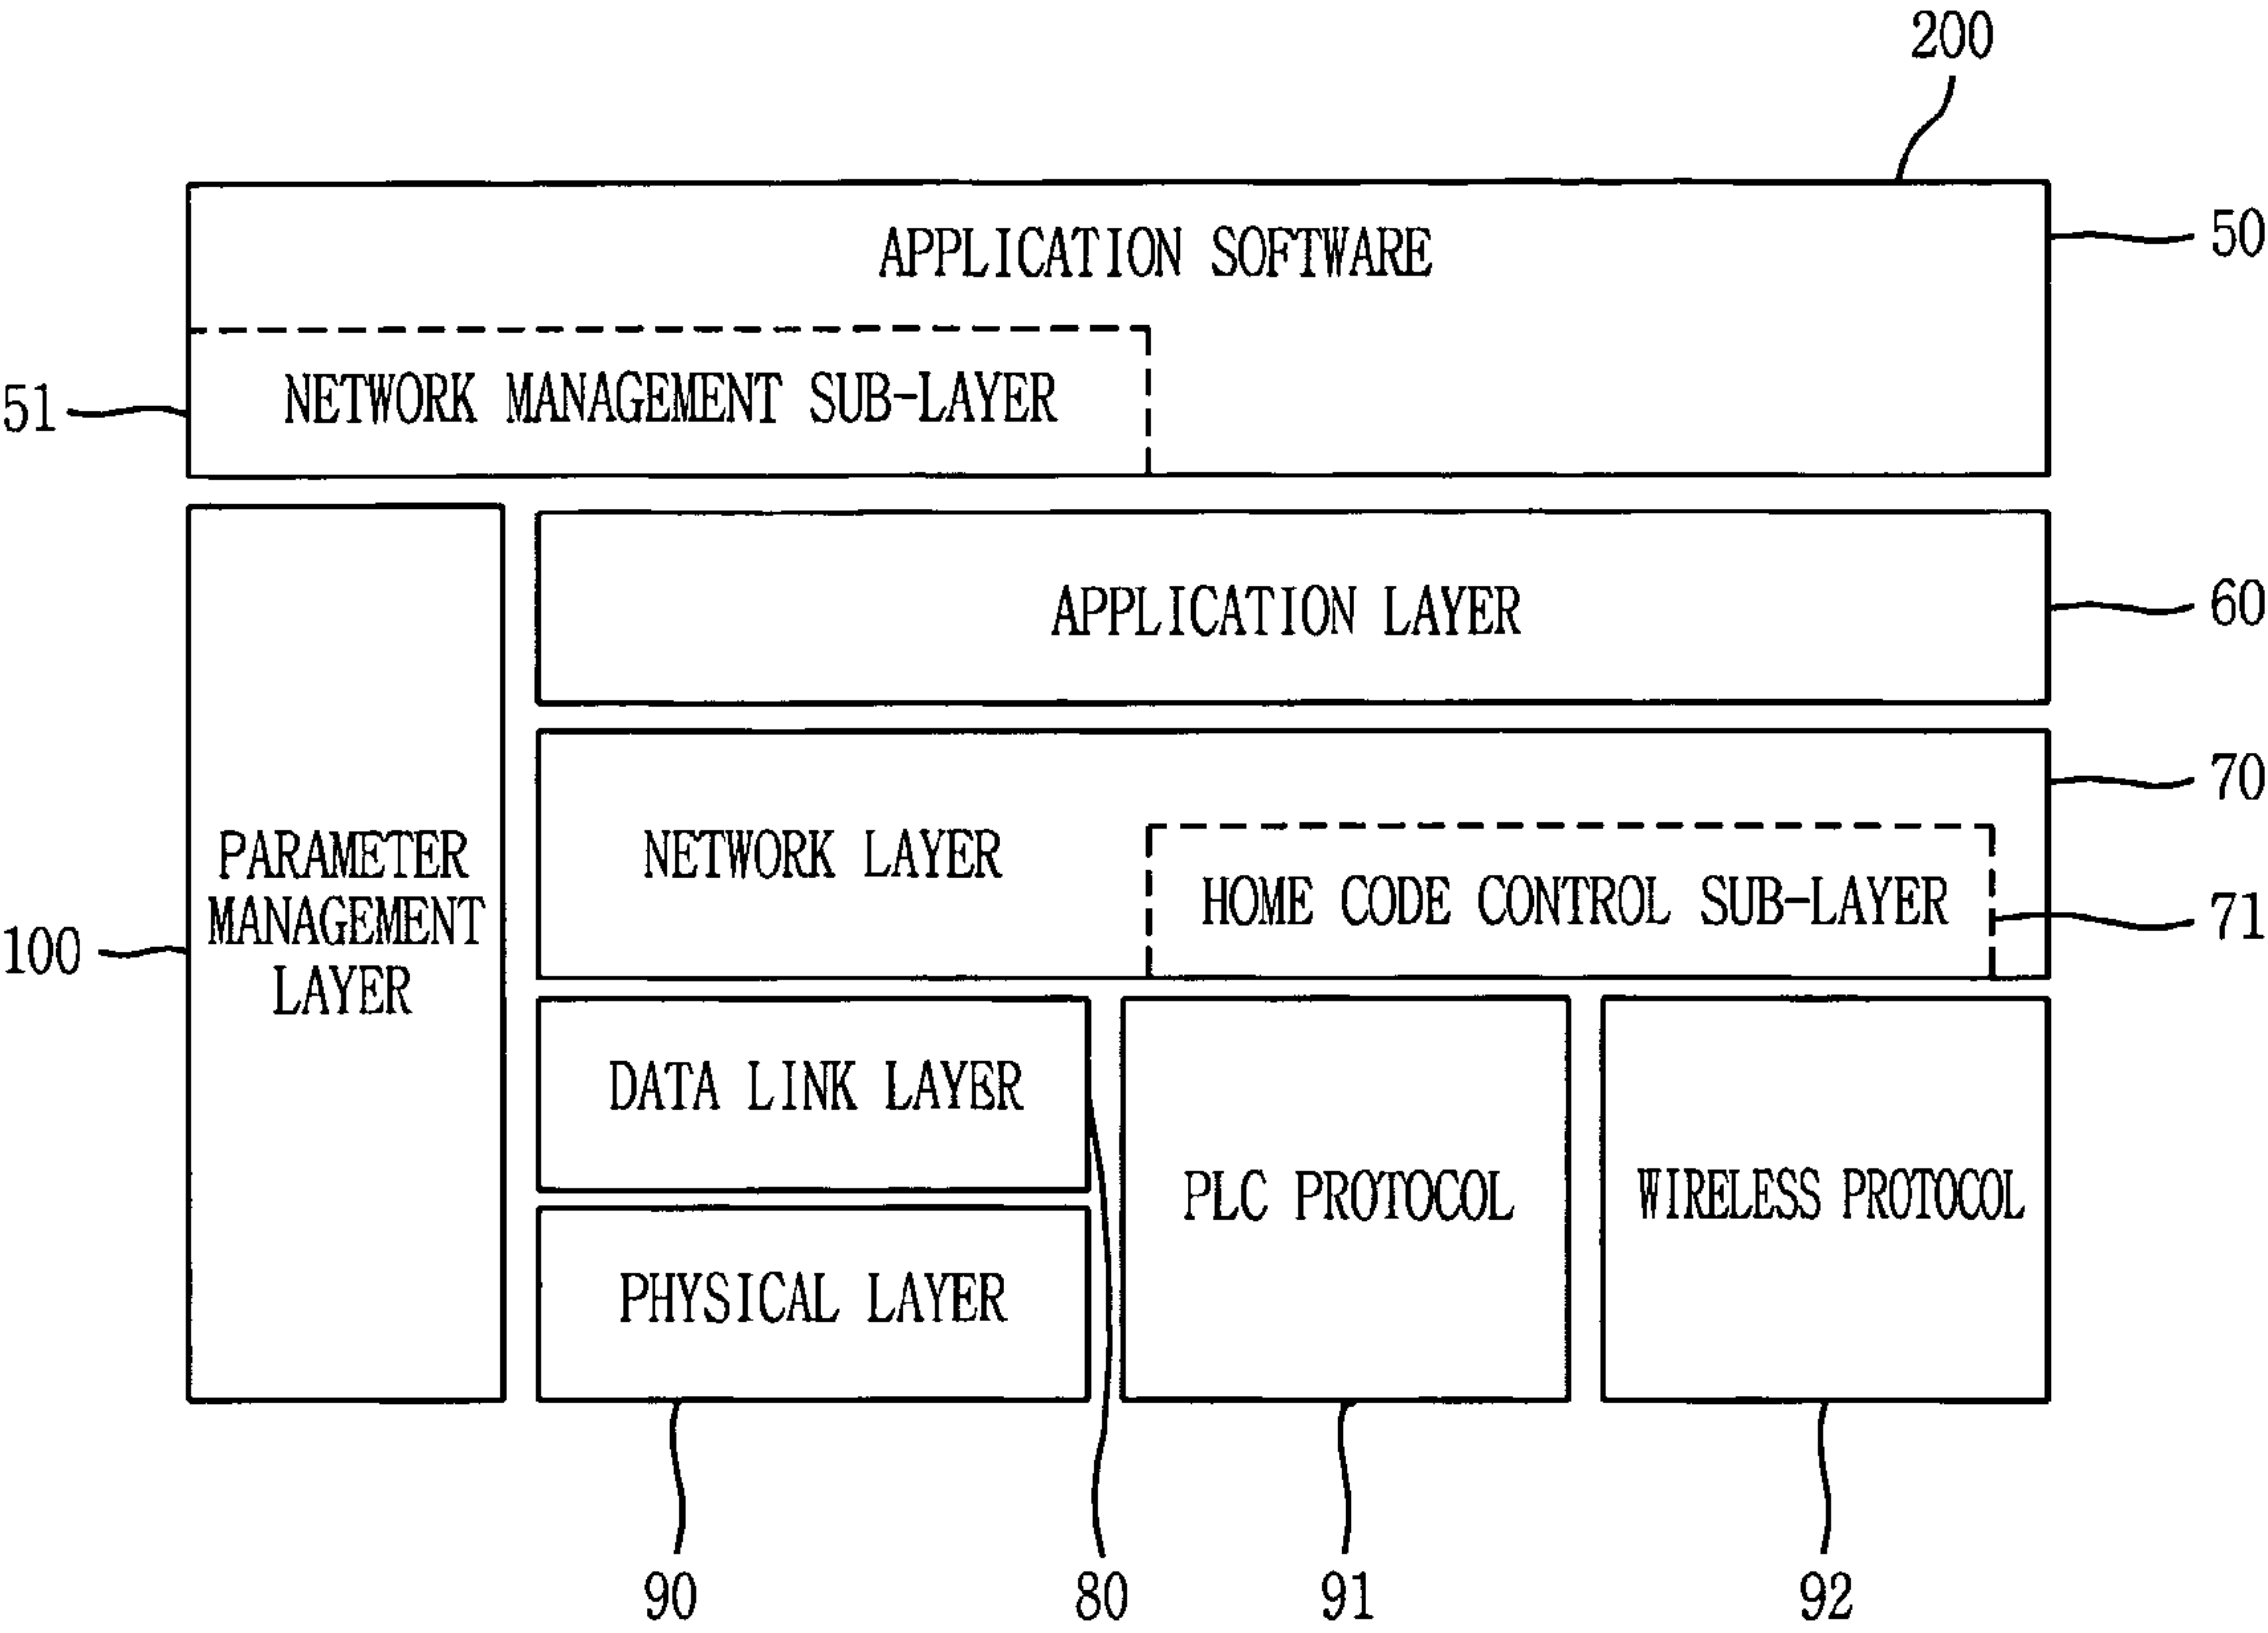 200
APPLICATION SOFTWARE
50
NETWORK MANAGEMENT SUB-LAYER
51
APPLICATION LAYER
60
70
NETWORK LAYER
HOME CODE CONTROL SUB-LAYER
71
PARAMETER
MANAGEMENT
LAYER
100
DATA LINK LAYER
PLC PROTOCOL
WIRELESS PROTOCOL
PHYSICAL LAYER
90
80
91
92